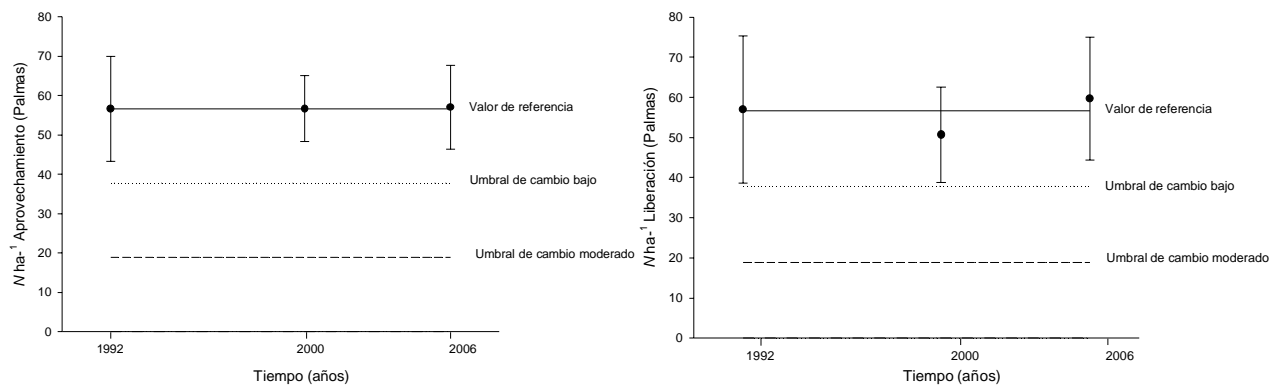 80
70
60
50
40
30
20
10
0
N ha-1 Aprovechamiento (Palmas)
Valor de referencia
Umbral de cambio bajo
Umbral de cambio moderado
1992
2000
2006
Tiempo (años)
80
70
60
50
40
30
20
10
0
N ha-1 Liberación (Palmas)
Valor de referencia
Umbral de cambio bajo
Umbral de cambio moderado
1992
2000
2006
Tiempo (años)